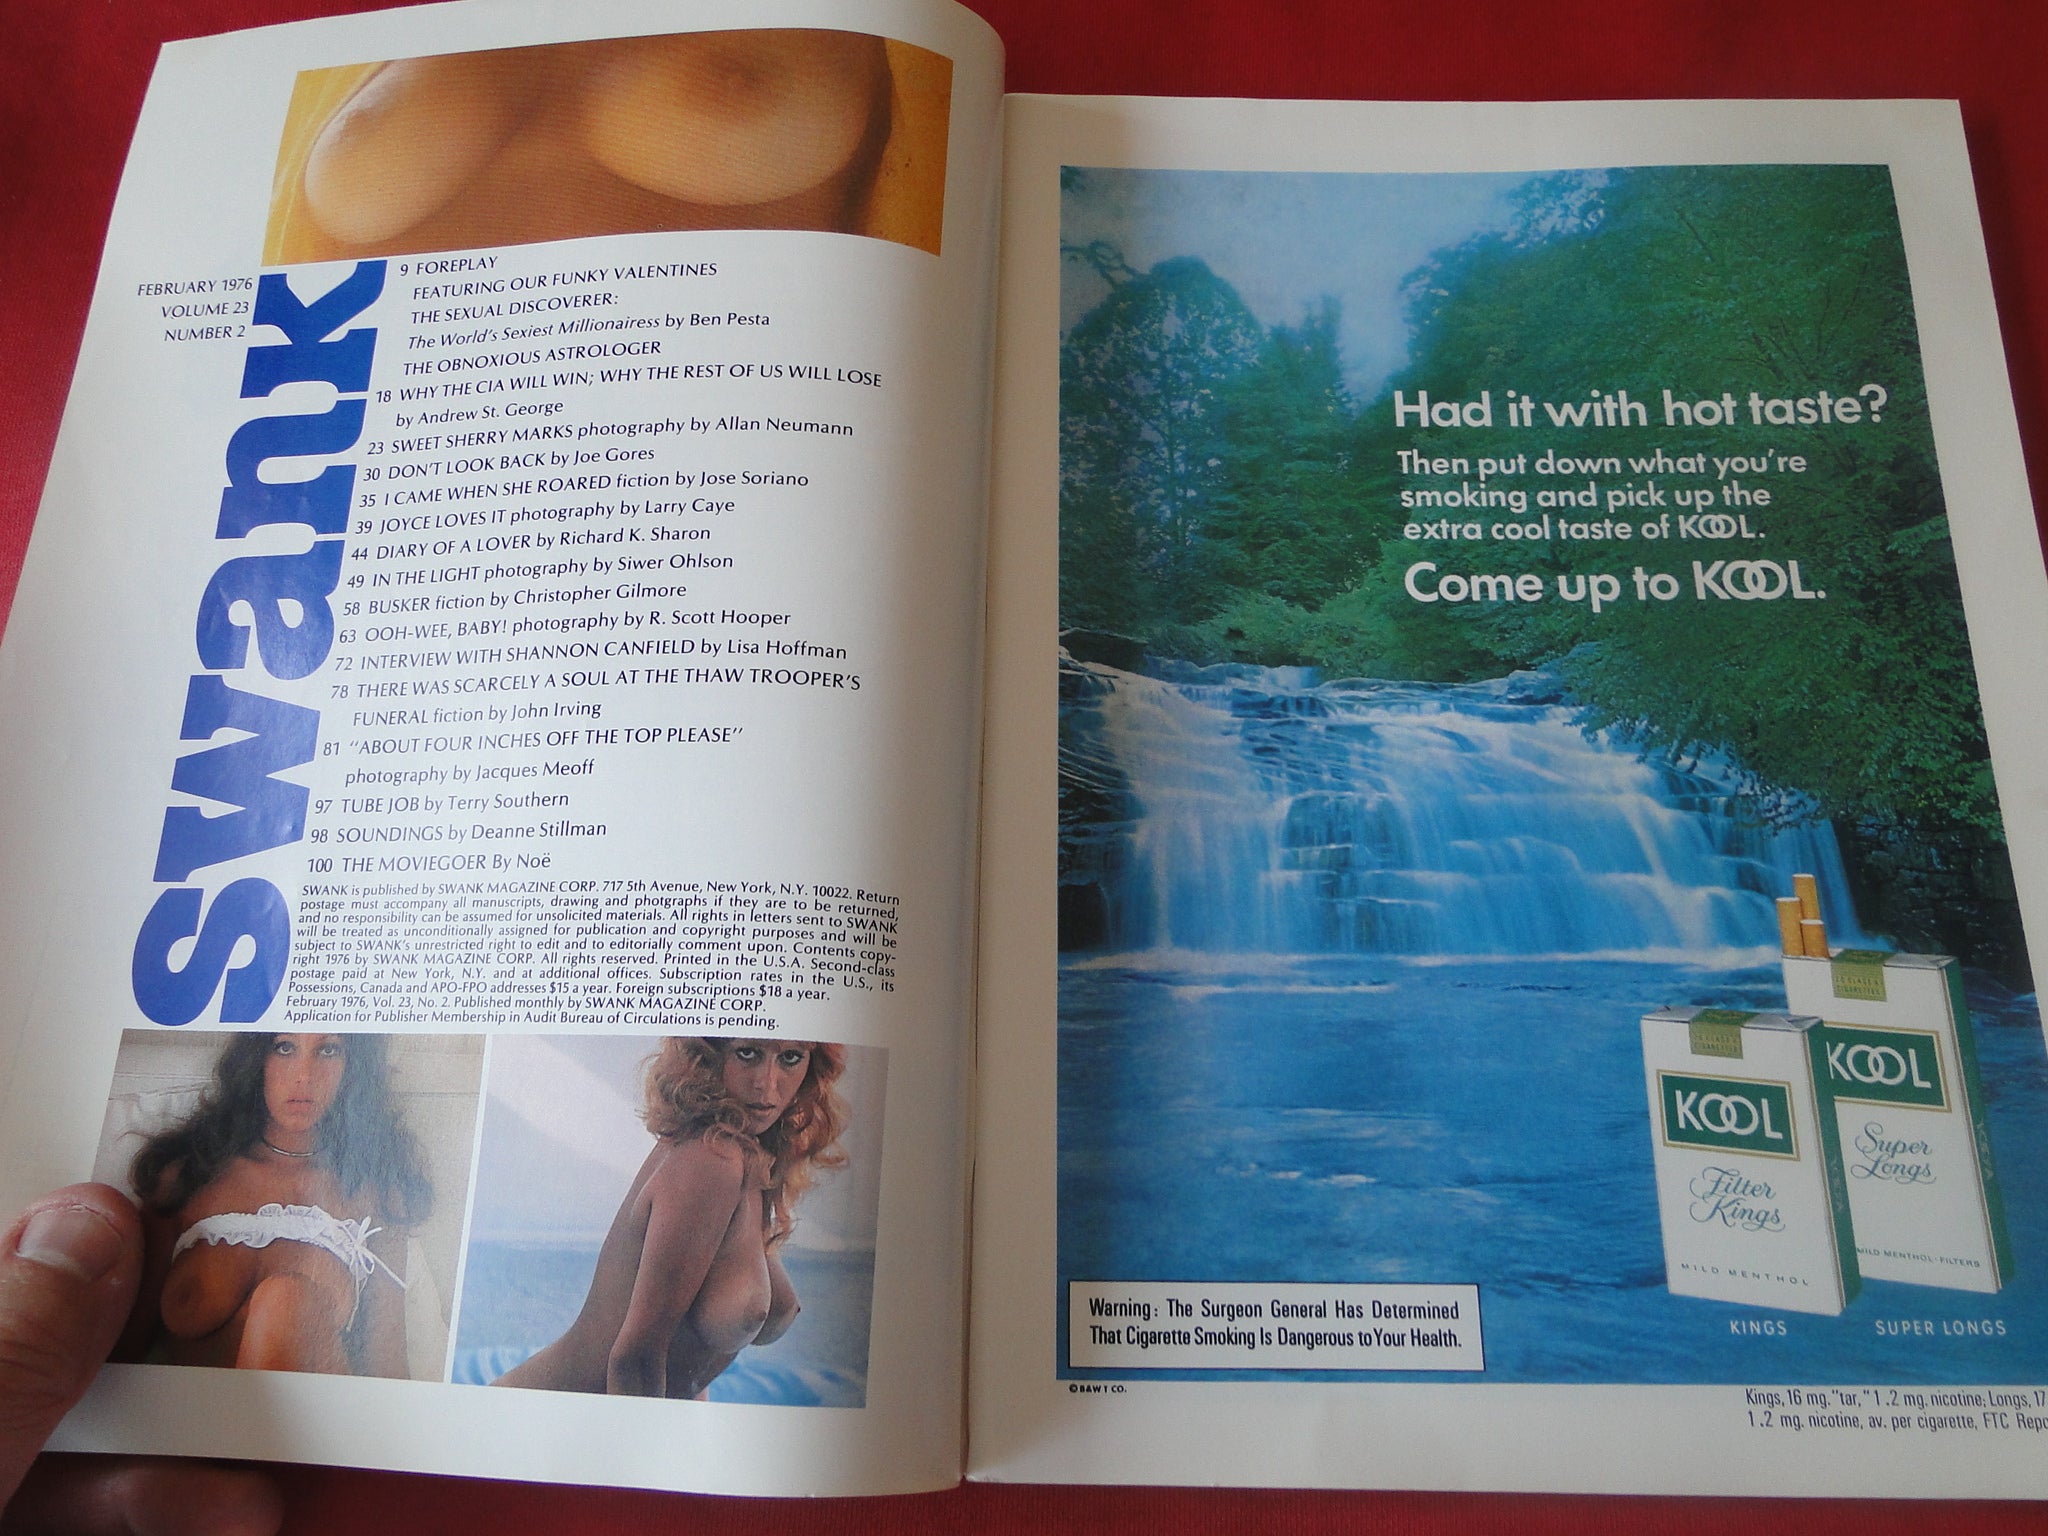 FEBRUARY 1976
VOLUME 23
NUMBER 2
swank
9 FOREPLAY
FEATURING OUR FUNKY VALENTINES
THE SEXUAL DISCOVERER:
The World's Sexiest Millionairess by Ben Pesta
THE OBNOXIOUS ASTROLOGER
18 WHY THE CIA WILL WIN; WHY THE REST OF US WILL LOSE
by Andrew St. George
23 SWEET SHERRY MARKS photography by Allan Neumann
30 DON'T LOOK BACK by Joe Gores
35 I CAME WHEN SHE ROARED fiction by Jose Soriano
39 JOYCE LOVES IT photography by Larry Caye
44 DIARY OF A LOVER by Richard K. Sharon
49 IN THE LIGHT photography by Siwer Ohlson
58 BUSKER fiction by Christopher Gilmore
63 OOH-WEE, BABY! photography by R. Scott Hooper
72 INTERVIEW WITH SHANNON CANFIELD by Lisa Hoffman
78 THERE WAS SCARCELY A SOUL AT THE THAW TROOPER'S
FUNERAL fiction by John Irving
81 "ABOUT FOUR INCHES OFF THE TOP PLEASE"
photography by Jacques Meoff
97 TUBE JOB by Terry Southern
98 SOUNDINGS by Deanne Stillman
100 THE MOVIEGOER By Noë
SWANK is published by SWANK MAGAZINE CORP. 717 5th Avenue, New York, N.Y. 10022. Return
postage must accompany all manuscripts, drawing and photgraphs if they are to be returned,
and no responsibility can be assumed for unsolicited materials. All rights in letters sent to SWANK
will be treated as unconditionally assigned for publication and copyright purposes and will be
subject to SWANK's unrestricted right to edit and to editorially comment upon. Contents copy-
right 1976 by SWANK MAGAZINE CORP. All rights reserved. Printed in the U.S.A. Second-class
postage paid at New York, N.Y. and at additional offices. Subscription rates in the U.S., its
Possessions, Canada and APO-FPO addresses $15 a year. Foreign subscriptions $18 a year.
February 1976, Vol. 23, No. 2. Published monthly by SWANK MAGAZINE CORP.
Application for Publisher Membership in Audit Bureau of Circulations is pending.
Had it with hot taste?
Then put down what you're
smoking and pick up the
extra cool taste of KOOL.
Come up to KOOL.
KOOL
Super
Longs
MILD MENTHOL·FILTERS
KOOL
Filter
Kings
MILD MENTHOL
KINGS
SUPER LONGS
Warning: The Surgeon General Has Determined
That Cigarette Smoking Is Dangerous to Your Health.
© B&W T CO.
Kings, 16 mg. "tar," 1.2 mg. nicotine; Longs, 17
1.2 mg. nicotine, av. per cigarette, FTC Repo